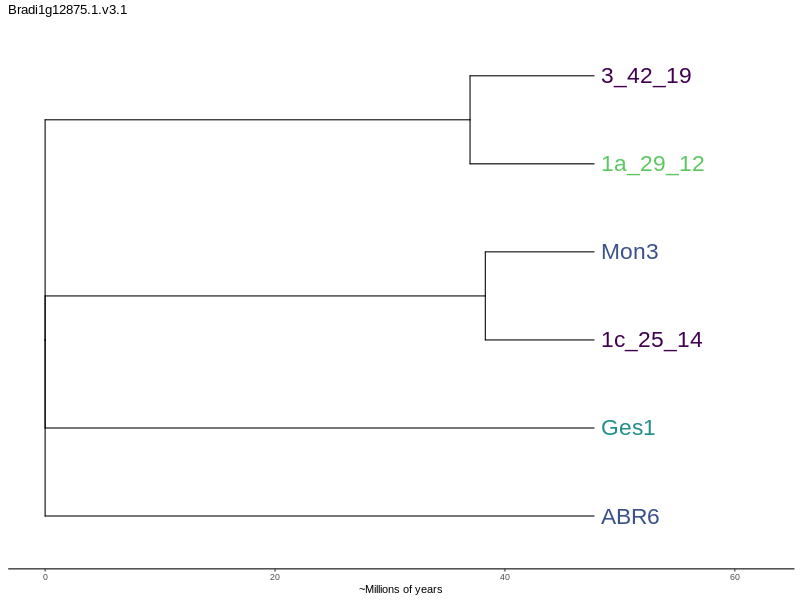 Bradi1g12875.1.v3.1
3_42_19
1a_29_12
Mon3
1c_25_14
Ges1
ABR6
0 20 40 60
~Millions of years